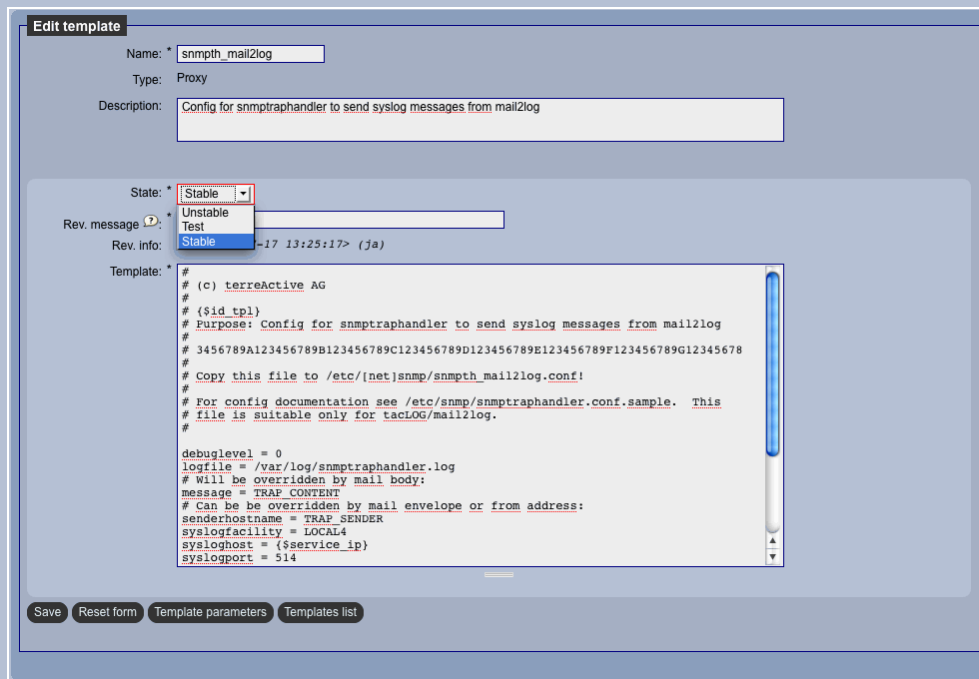 Edit template
Name: * snmpth_mail2log
Type: Proxy
Description: Config for snmptraphandler to send syslog messages from mail2log
State: * Stable
Unstable
Test
Stable
Rev. message ? : *
Rev. info: -17 13:25:17> (ja)
Template: * #
# (c) terreActive AG
#
# {$id_tpl}
# Purpose: Config for snmptraphandler to send syslog messages from mail2log
#
# 3456789A123456789B123456789C123456789D123456789E123456789F123456789G12345678
#
# Copy this file to /etc/[net]snmp/snmpth_mail2log.conf!
#
# For config documentation see /etc/snmp/snmptraphandler.conf.sample.  This
# file is suitable only for tacLOG/mail2log.
#
debuglevel = 0
logfile = /var/log/snmptraphandler.log
# Will be overridden by mail body:
message = TRAP_CONTENT
# Can be be overridden by mail envelope or from address:
senderhostname = TRAP_SENDER
syslogfacility = LOCAL4
sysloghost = {$service_ip}
syslogport = 514
Save Reset form Template parameters Templates list